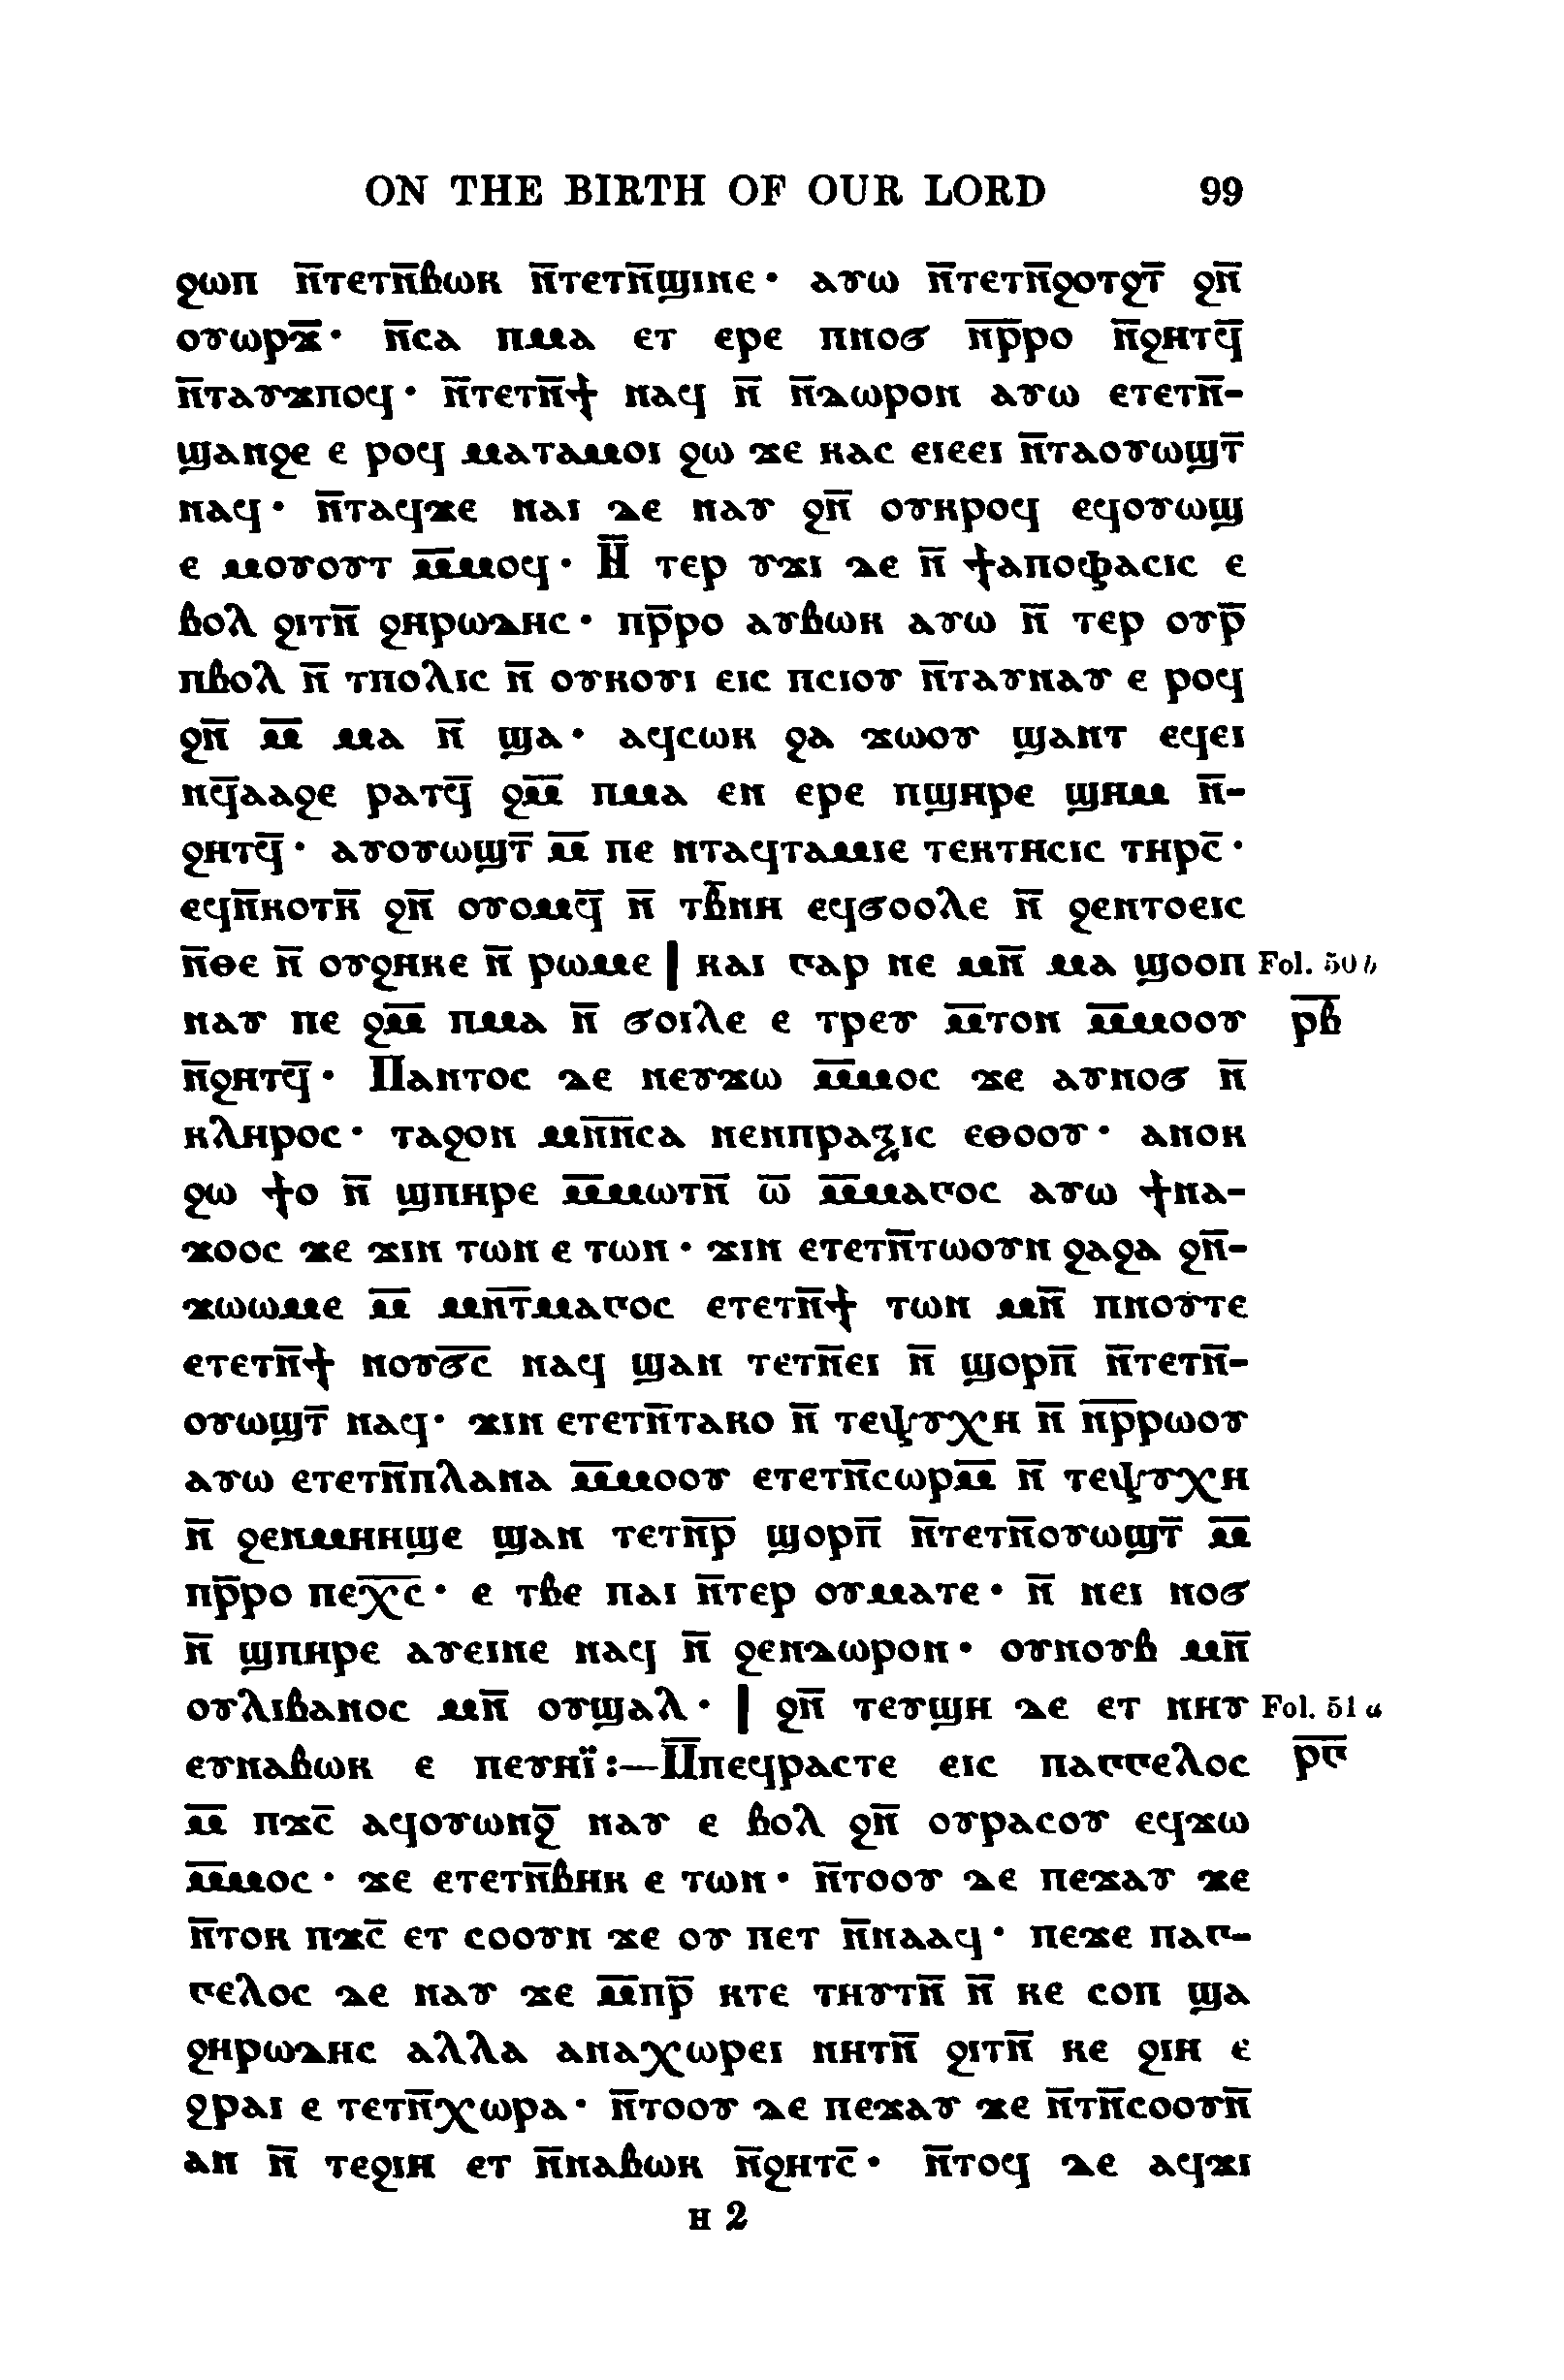 ON THE BIRTH OF OUR LORD 99
ϩⲱⲡ ⲛ̅ⲧⲉⲧⲛ̅ⲃⲱⲕ ⲛ̅ⲧⲉⲧⲛ̅ϣⲓⲛⲉ· ⲁⲩⲱ ⲛ̅ⲧⲉⲧⲛ̅ϩⲟⲧϩⲧ̅ ϩⲛ̅
ⲟⲩⲱⲣϫ̅· ⲛ̅ⲥⲁ ⲡⲙⲁ ⲉⲧ ⲉⲣⲉ ⲡⲛⲟϭ ⲛ̅ⲣ̅ⲣⲟ ⲛ̅ϩⲏⲧϥ̅
ⲛ̅ⲧⲁⲩϫⲡⲟϥ· ⲛ̅ⲧⲉⲧⲛ̅ϯ ⲛⲁϥ ⲛ̅ ⲛ̅ⲇⲱⲣⲟⲛ ⲁⲩⲱ ⲉⲧⲉⲧⲛ̅-
ϣⲁⲛϩⲉ ⲉ ⲣⲟϥ ⲙⲁⲧⲁⲙⲟⲓ ϩⲱ ϫⲉ ⲕⲁⲥ ⲉⲓⲉⲉⲓ ⲛ̅ⲧⲁⲟⲩⲱϣⲧ̅
ⲛⲁϥ· ⲛ̅ⲧⲁϥϫⲉ ⲛⲁⲓ ⲇⲉ ⲛⲁⲩ ϩⲛ̅ ⲟⲩⲕⲣⲟϥ ⲉϥⲟⲩⲱϣ
ⲉ ⲙⲟⲩⲟⲩⲧ ⲙ̅ⲙⲟϥ· Ⲛ̅ ⲧⲉⲣ ⲩϫⲓ ⲇⲉ ⲛ̅ ϯⲁⲡⲟⲫⲁⲥⲓⲥ ⲉ
ⲃⲟⲗ ϩⲓⲧⲛ̅ ϩⲏⲣⲱⲇⲏⲥ· ⲡⲣ̅ⲣⲟ ⲁⲩⲃⲱⲕ ⲁⲩⲱ ⲛ̅ ⲧⲉⲣ ⲟⲩⲣ̅
ⲡⲃⲟⲗ ⲛ̅ ⲧⲡⲟⲗⲓⲥ ⲛ̅ ⲟⲩⲕⲟⲩⲓ ⲉⲓⲥ ⲡⲥⲓⲟⲩ ⲛ̅ⲧⲁⲩⲛⲁⲩ ⲉ ⲣⲟϥ
ϩⲛ̅ ⲙ̅ ⲙⲁ ⲛ̅ ϣⲁ· ⲁϥⲥⲱⲕ ϩⲁ ϫⲱⲟⲩ ϣⲁⲛⲧ ⲉϥⲉⲓ
ⲛϥ̅ⲁⲁϩⲉ ⲣⲁⲧϥ̅ ϩⲙ̅ ⲡⲙⲁ ⲉⲛ ⲉⲣⲉ ⲡϣⲏⲣⲉ ϣⲏⲙ ⲛ̅-
ϩⲏⲧϥ̅· ⲁⲩⲟⲩⲱϣⲧ̅ ⲙ̅ ⲡⲉ ⲛⲧⲁϥⲧⲁⲙⲓⲉ ⲧⲉⲕⲧⲏⲥⲓⲥ ⲧⲏⲣⲥ̅·
ⲉϥⲛ̅ⲕⲟⲧⲕ̅ ϩⲛ̅ ⲟⲩⲟⲙϥ̅ ⲛ̅ ⲧⲃ̅ⲛⲏ ⲉϥϭⲟⲟⲗⲉ ⲛ̅ ϩⲉⲛⲧⲟⲉⲓⲥ
ⲛ̅ⲑⲉ ⲛ̅ ⲟⲩϩⲏⲕⲉ ⲛ̅ ⲣⲱⲙⲉ | ⲕⲁⲓ ⲅⲁⲣ ⲛⲉ ⲙⲛ̅ ⲙⲁ ϣⲟⲟⲡ Fol. 50 b
ⲛⲁⲩ ⲡⲉ ϩⲙ̅ ⲡⲙⲁ ⲛ̅ ϭⲟⲓⲗⲉ ⲉ ⲧⲣⲉⲩ ⲙ̅ⲧⲟⲛ ⲙ̅ⲙⲟⲟⲩ ⲣ̅ⲃ̅
ⲛ̅ϩⲏⲧϥ̅· Ⲡⲁⲛⲧⲟⲥ ⲇⲉ ⲛⲉⲩϫⲱ ⲙ̅ⲙⲟⲥ ϫⲉ ⲁⲩⲛⲟϭ ⲛ̅
ⲕⲗⲏⲣⲟⲥ· ⲧⲁϩⲟⲛ ⲙⲛ̅ⲛ̅ⲥⲁ ⲛⲉⲛⲡⲣⲁⲝⲓⲥ ⲉⲑⲟⲟⲩ· ⲁⲛⲟⲕ
ϩⲱ ϯⲟ ⲛ̅ ϣⲡⲏⲣⲉ ⲙ̅ⲙⲱⲧⲛ̅ ⲱ̅ ⲙ̅ⲙⲁⲅⲟⲥ ⲁⲩⲱ ϯⲛⲁ-
ϫⲟⲟⲥ ϫⲉ ϫⲓⲛ ⲧⲱⲛ ⲉ ⲧⲱⲛ· ϫⲓⲛ ⲉⲧⲉⲧⲛ̅ⲧⲱⲟⲩⲛ ϩⲁϩⲁ ϩⲛ̅-
ϫⲱⲱⲙⲉ ⲙ̅ ⲙⲛ̅ⲧ̅ⲙⲁⲅⲟⲥ ⲉⲧⲉⲧⲛ̅ϯ ⲧⲱⲛ ⲙⲛ̅ ⲡⲛⲟⲩⲧⲉ
ⲉⲧⲉⲧⲛ̅ϯ ⲛⲟⲩϭ̅ⲥ̅ ⲛⲁϥ ϣⲁⲛ ⲧⲉⲧⲛ̅ⲉⲓ ⲛ̅ ϣⲟⲣⲡ̅ ⲛ̅ⲧⲉⲧⲛ̅-
ⲟⲩⲱϣⲧ̅ ⲛⲁϥ· ϫⲓⲛ ⲉⲧⲉⲧⲛ̅ⲧⲁⲕⲟ ⲛ̅ ⲧⲉⲯⲩⲭⲏ ⲛ̅ ⲛ̅ⲣ̅ⲣⲱⲟⲩ
ⲁⲩⲱ ⲉⲧⲉⲧⲛ̅ⲡⲗⲁⲛⲁ ⲙ̅ⲙⲟⲟⲩ ⲉⲧⲉⲧⲛ̅ⲥⲱⲣⲙ̅ ⲛ̅ ⲧⲉⲯⲩⲭⲏ
ⲛ̅ ϩⲉⲛⲙⲏⲏϣⲉ ϣⲁⲛ ⲧⲉⲧⲛ̅ⲣ̅ ϣⲟⲣⲡ̅ ⲛ̅ⲧⲉⲧⲛ̅ⲟⲩⲱϣⲧ̅ ⲙ̅
ⲡⲣ̅ⲣⲟ ⲡⲉⲭ̅ⲥ̅· ⲉ ⲧⲃⲉ ⲡⲁⲓ ⲛ̅ⲧⲉⲣ ⲟⲩⲙⲁⲧⲉ· ⲛ̅ ⲛⲉⲓ ⲛⲟϭ
ⲛ̅ ϣⲡⲏⲣⲉ ⲁⲩⲉⲓⲛⲉ ⲛⲁϥ ⲛ̅ ϩⲉⲛⲇⲱⲣⲟⲛ· ⲟⲩⲛⲟⲩⲃ ⲙⲛ̅
ⲟⲩⲗⲓⲃⲁⲛⲟⲥ ⲙⲛ̅ ⲟⲩϣⲁⲗ· | ϩⲛ̅ ⲧⲉⲩϣⲏ ⲇⲉ ⲉⲧ ⲛⲏⲩ Fol. 51 a
ⲉⲩⲛⲁⲃⲱⲕ ⲉ ⲡⲉⲩⲏⲓ̈:—Ⲙ̅ⲡⲉϥⲣⲁⲥⲧⲉ ⲉⲓⲥ ⲡⲁⲅⲅⲉⲗⲟⲥ ⲣ̅ⲅ̅
ⲙ̅ ⲡϫⲥ̅ ⲁϥⲟⲩⲱⲛϩ̅ ⲛⲁⲩ ⲉ ⲃⲟⲗ ϩⲛ̅ ⲟⲩⲣⲁⲥⲟⲩ ⲉϥϫⲱ
ⲙ̅ⲙⲟⲥ· ϫⲉ ⲉⲧⲉⲧⲛ̅ⲃⲏⲕ ⲉ ⲧⲱⲛ· ⲛ̅ⲧⲟⲟⲩ ⲇⲉ ⲡⲉϫⲁⲩ ϫⲉ
ⲛ̅ⲧⲟⲕ ⲡϫⲥ̅ ⲉⲧ ⲥⲟⲟⲩⲛ ϫⲉ ⲟⲩ ⲡⲉⲧ ⲛ̅ⲛⲁⲁϥ· ⲡⲉϫⲉ ⲡⲁⲅ-
ⲅⲉⲗⲟⲥ ⲇⲉ ⲛⲁⲩ ϫⲉ ⲙ̅ⲡⲣ̅ ⲕⲧⲉ ⲧⲏⲩⲧⲛ̅ ⲛ̅ ⲕⲉ ⲥⲟⲡ ϣⲁ
ϩⲏⲣⲱⲇⲏⲥ ⲁⲗⲗⲁ ⲁⲛⲁⲭⲱⲣⲉⲓ ⲛⲏⲧⲛ̅ ϩⲓⲧⲛ̅ ⲕⲉ ϩⲓⲏ ⲉ
ϩⲣⲁⲓ ⲉ ⲧⲉⲧⲛ̅ⲭⲱⲣⲁ· ⲛ̅ⲧⲟⲟⲩ ⲇⲉ ⲡⲉϫⲁⲩ ϫⲉ ⲛ̅ⲧⲛ̅ⲥⲟⲟⲩⲛ̅
ⲁⲛ ⲛ̅ ⲧⲉϩⲓⲏ ⲉⲧ ⲛ̅ⲛⲁⲃⲱⲕ ⲛ̅ϩⲏⲧⲥ̅· ⲛ̅ⲧⲟϥ ⲇⲉ ⲁϥϫⲓ
H 2